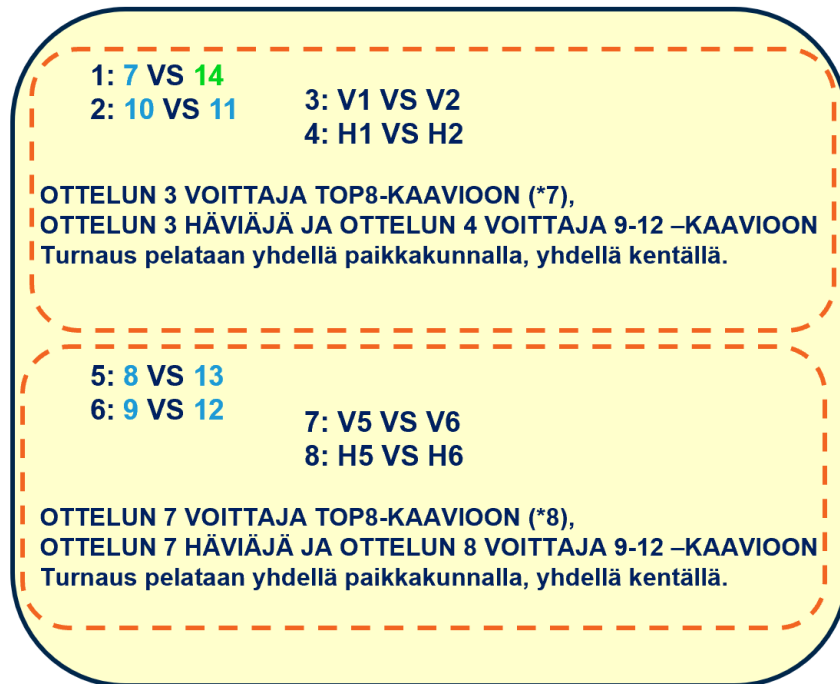 1: 7 VS 14
2: 10 VS 11
3: V1 VS V2
4: H1 VS H2
OTTELUN 3 VOITTAJA TOP8-KAAVIOON (*7),
OTTELUN 3 HÄVIÄJÄ JA OTTELUN 4 VOITTAJA 9-12 –KAAVIOON
Turnaus pelataan yhdellä paikkakunnalla, yhdellä kentällä.
5: 8 VS 13
6: 9 VS 12
7: V5 VS V6
8: H5 VS H6
OTTELUN 7 VOITTAJA TOP8-KAAVIOON (*8),
OTTELUN 7 HÄVIÄJÄ JA OTTELUN 8 VOITTAJA 9-12 –KAAVIOON
Turnaus pelataan yhdellä paikkakunnalla, yhdellä kentällä.